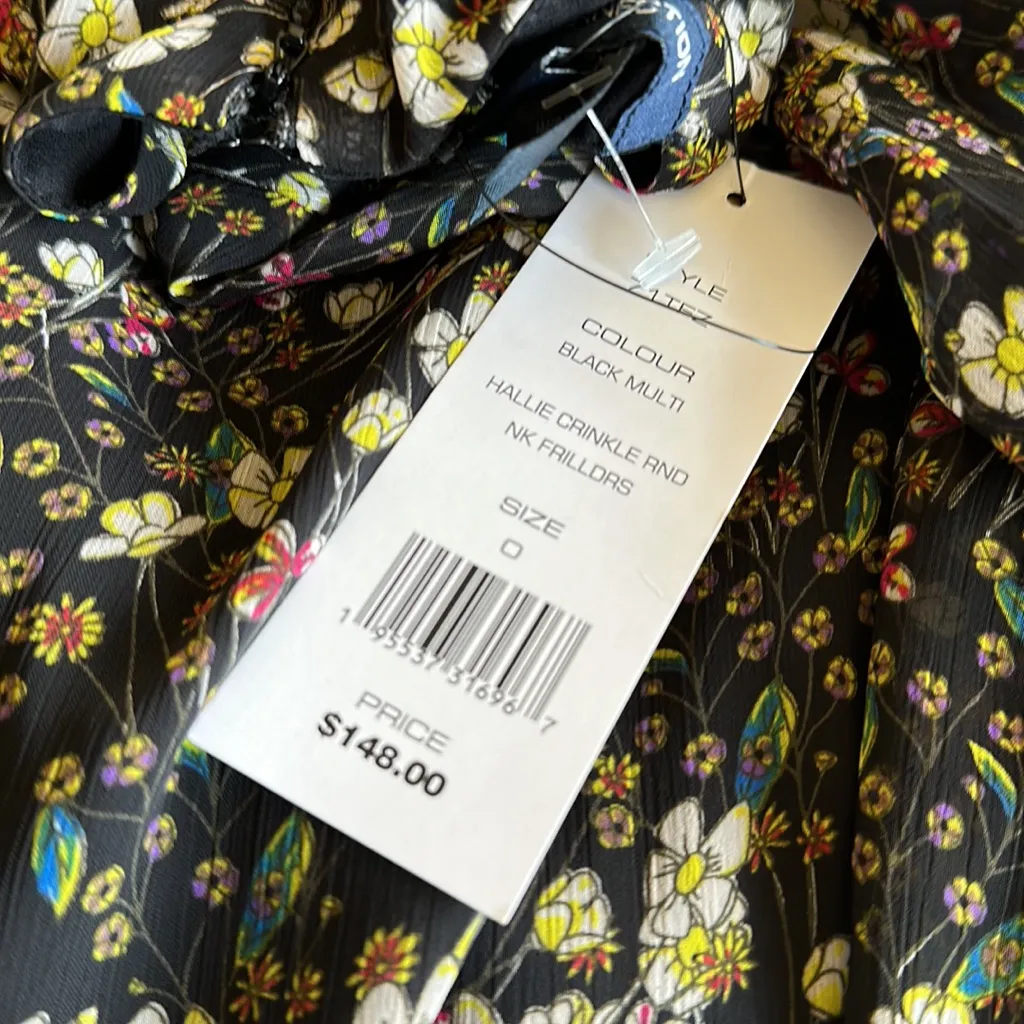 COLOUR
BLACK MULTI
HALLIE CRINKLE RND
NK FRILLDRS
SIZE
0
1 95537 31696 7
PRICE
$148.00